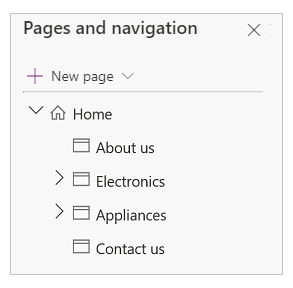 Pages and navigation
New page
Home
About us
Electronics
Appliances
Contact us